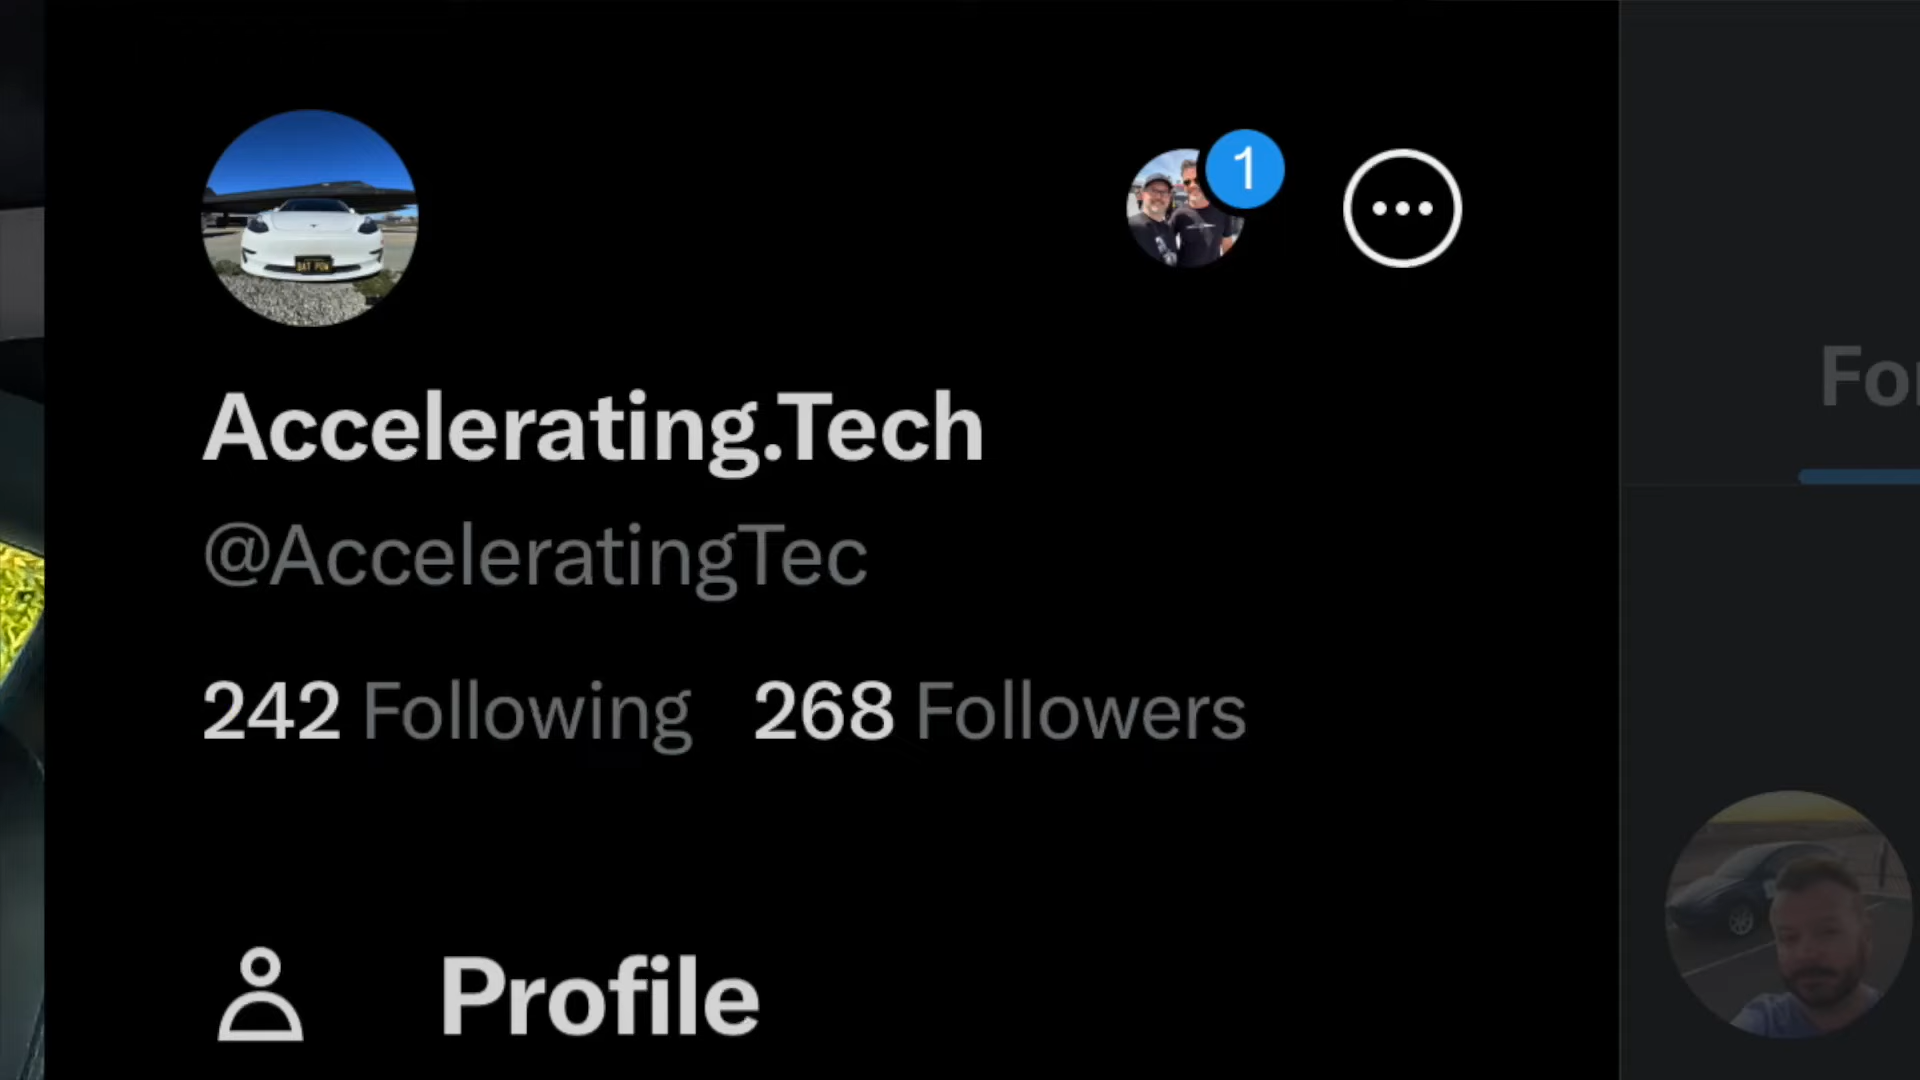 1
Accelerating.Tech
@AcceleratingTec
242 Following 268 Followers
Profile